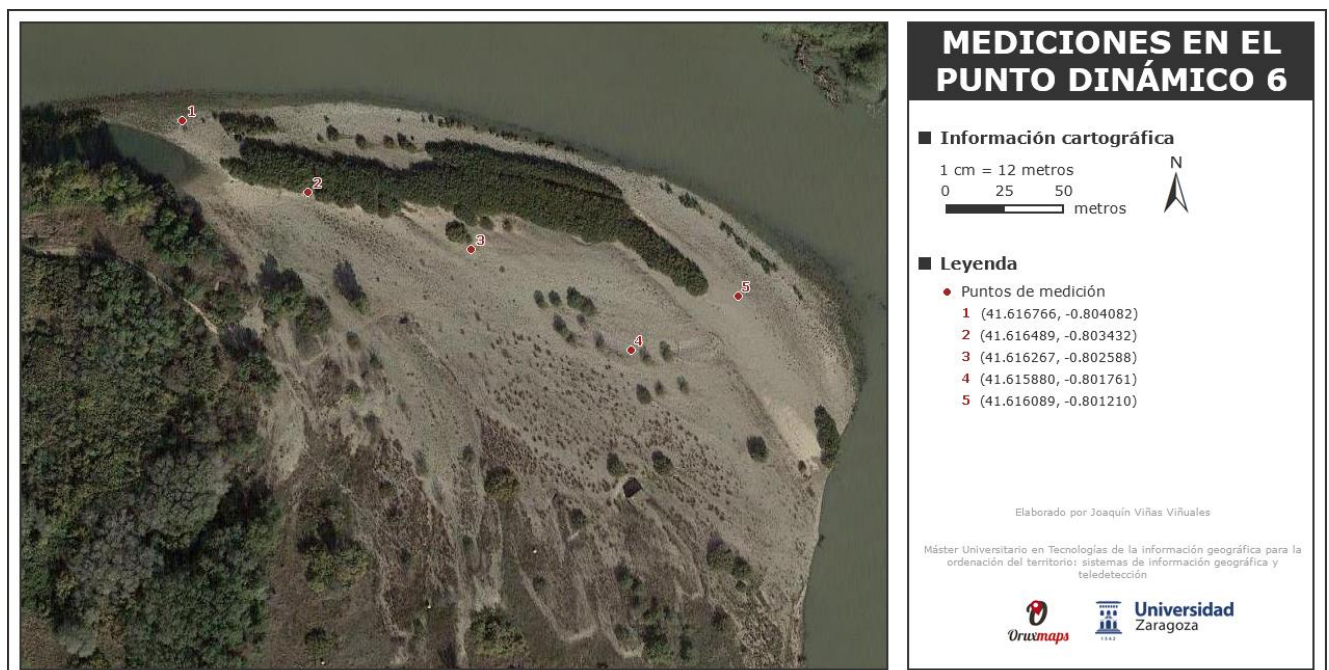 MEDICIONES EN EL
PUNTO DINÁMICO 6
Información cartográfica
1 cm = 12 metros
0 25 50
metros
N
Leyenda
Puntos de medición
1 (41.616766, -0.804082)
2 (41.616489, -0.803432)
3 (41.616267, -0.802588)
4 (41.615880, -0.801761)
5 (41.616089, -0.801210)
Elaborado por Joaquín Viñas Viñuales
Máster Universitario en Tecnologías de la información geográfica para la
ordenación del territorio: sistemas de información geográfica y
teledetección
Oruxmaps
Universidad
Zaragoza
1542
1
2
3
5
4